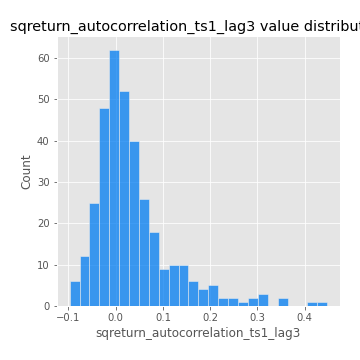 sqreturn_autocorrelation_ts1_lag3 value distribut
60
50
40
30
20
10
0
Count
−0.1 0.0 0.1 0.2 0.3 0.4
sqreturn_autocorrelation_ts1_lag3